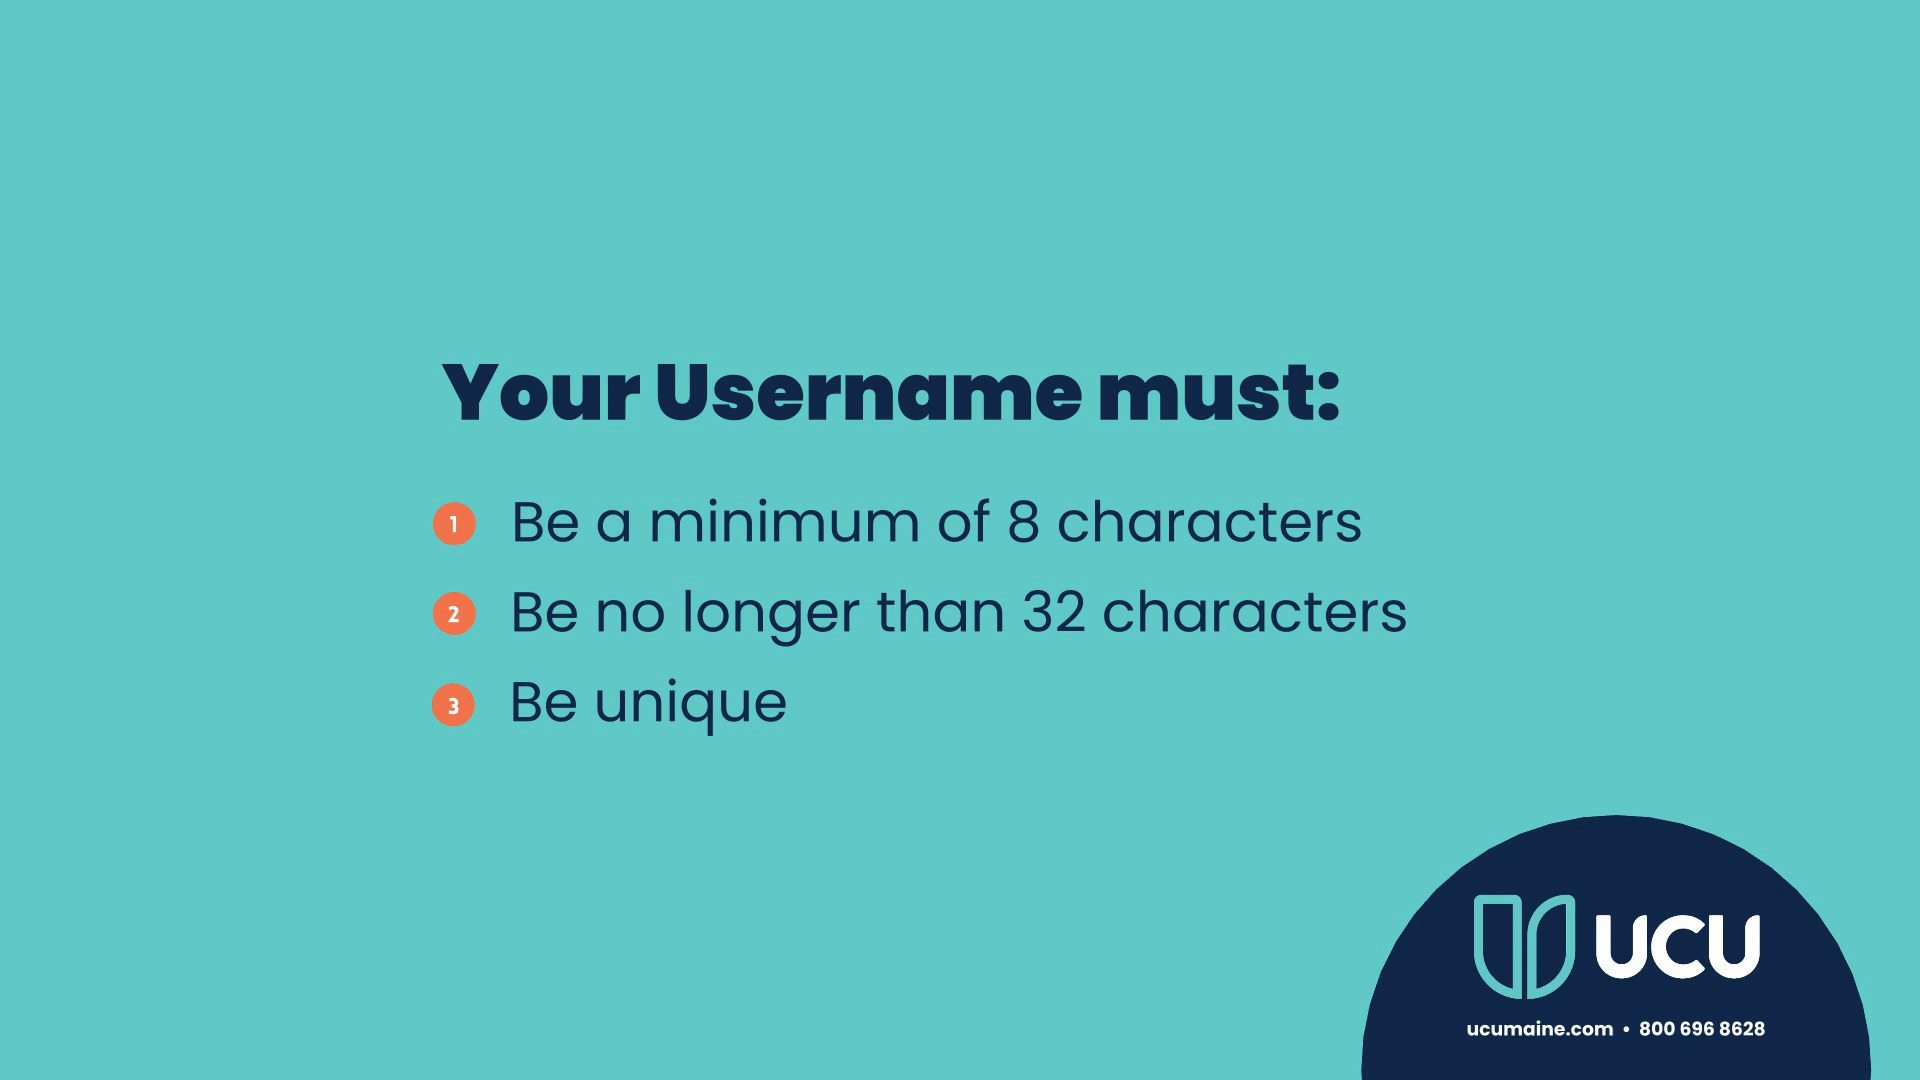 Your Username must:
1 Be a minimum of 8 characters
2 Be no longer than 32 characters
3 Be unique
UCU
ucumaine.com • 800 696 8628